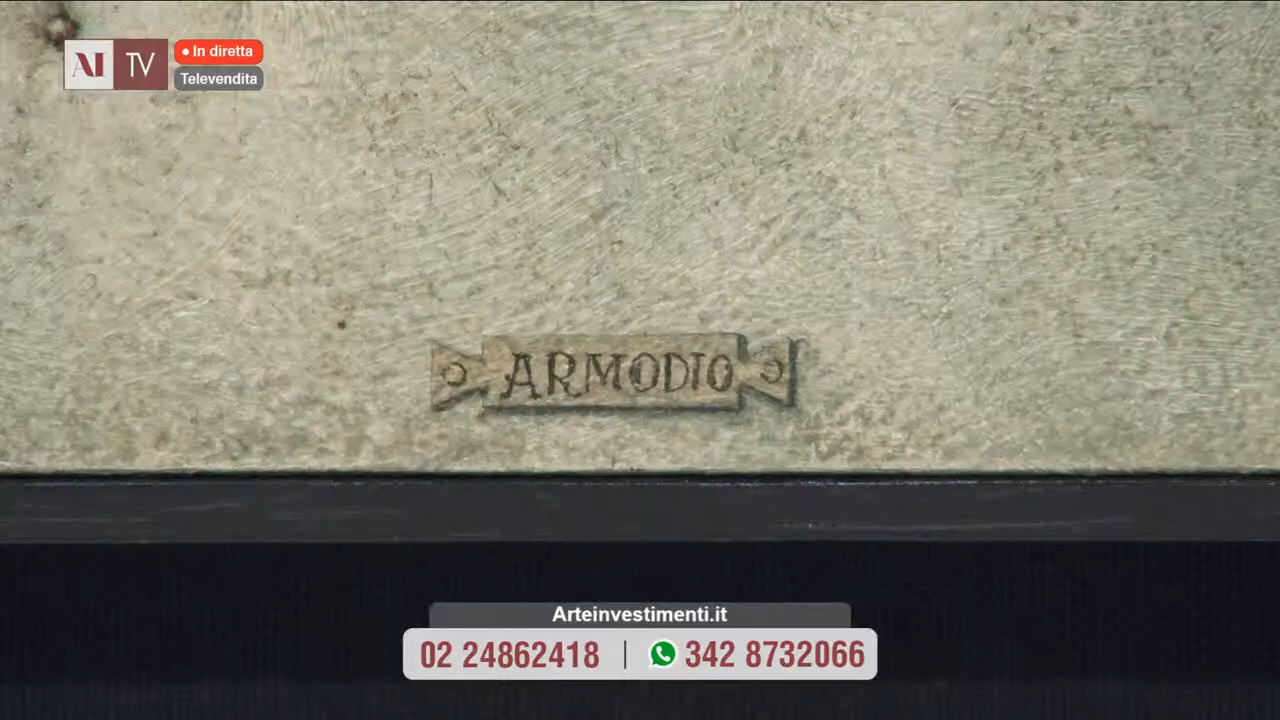 AI TV
In diretta
Televendita
ARMODIO
Arteinvestimenti.it
02 24862418 | 342 8732066